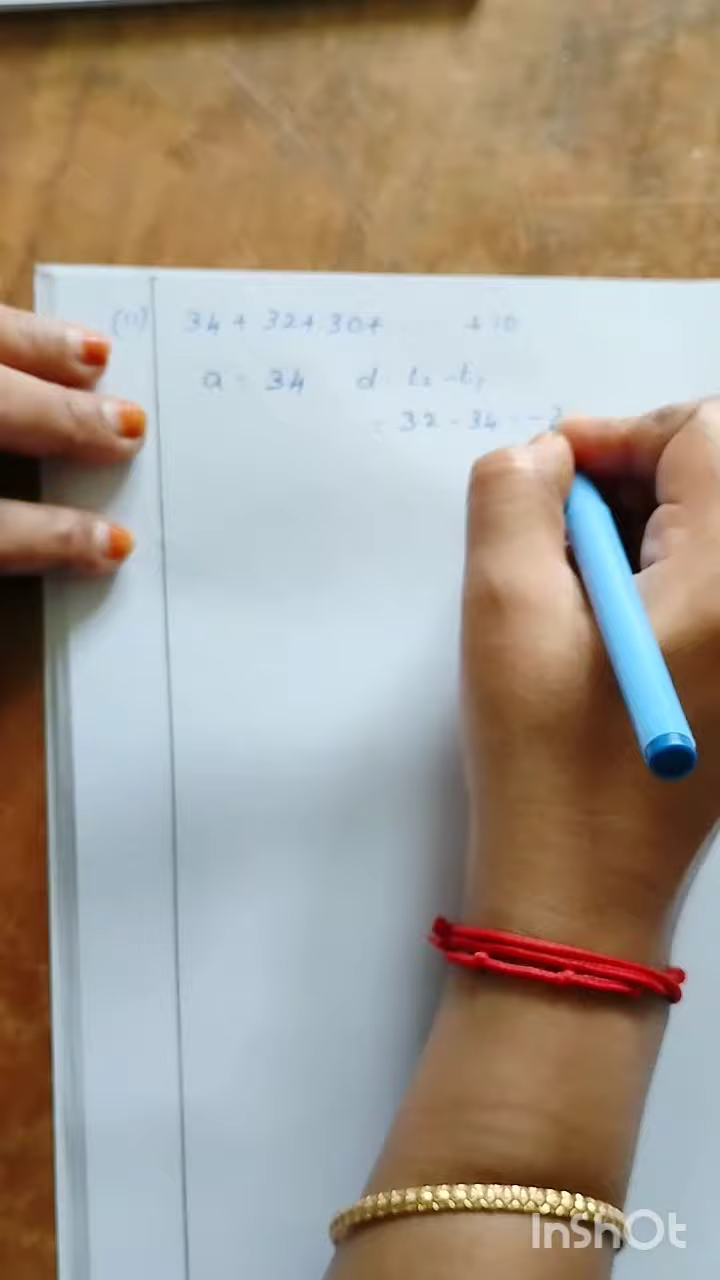 (ii) 34 + 32 + 30 + ... + 10
a = 34 d = t₂ - t₁
= 32 - 34 = -2
InShOt